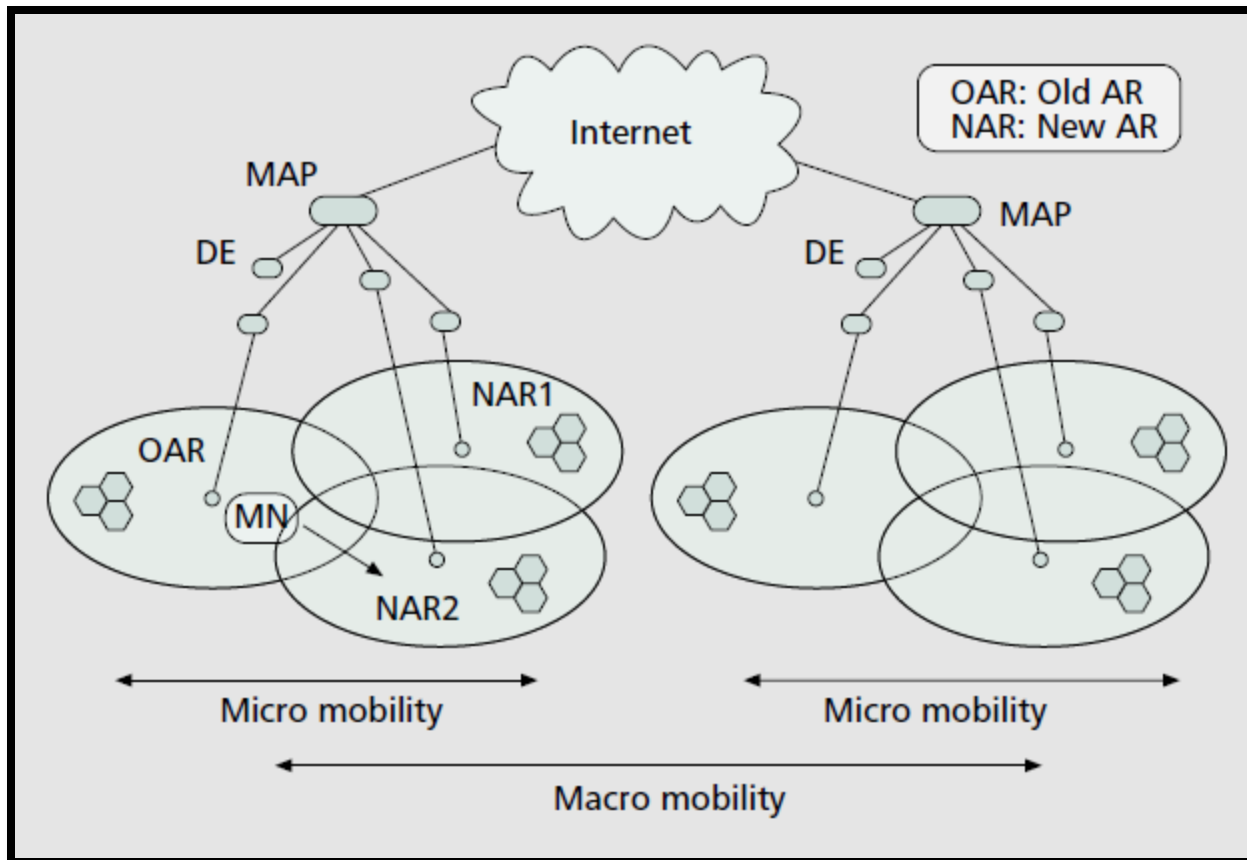 Internet
OAR: Old AR
NAR: New AR
MAP
MAP
DE
DE
NAR1
OAR
MN
NAR2
Micro mobility
Micro mobility
Macro mobility